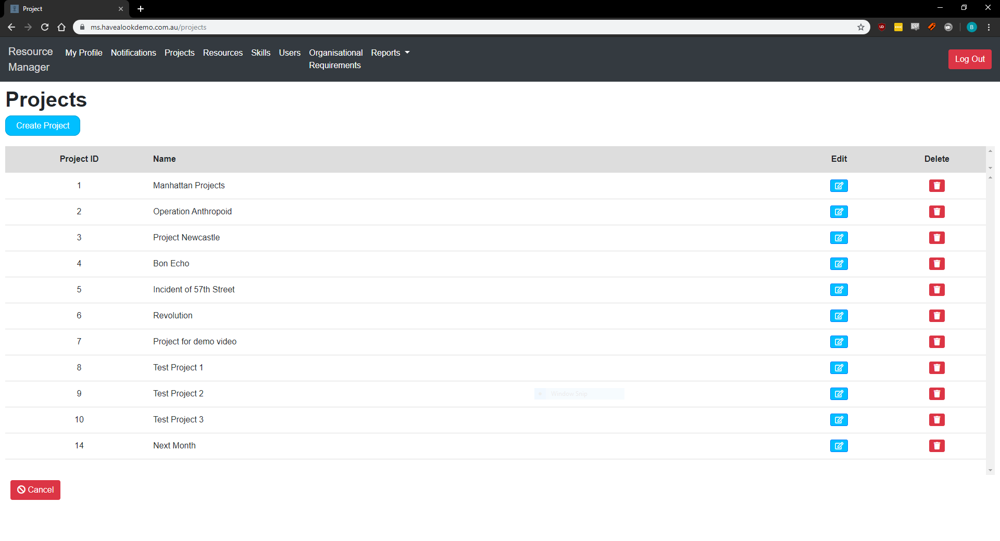 Project
ms.havealookdemo.com.au/projects
Resource Manager
My Profile
Notifications
Projects
Resources
Skills
Users
Organisational Requirements
Reports
Log Out
Projects
Create Project
Project ID Name Edit Delete
1 Manhattan Projects
2 Operation Anthropoid
3 Project Newcastle
4 Bon Echo
5 Incident of 57th Street
6 Revolution
7 Project for demo video
8 Test Project 1
9 Test Project 2
Window Snip
10 Test Project 3
14 Next Month
Cancel
B